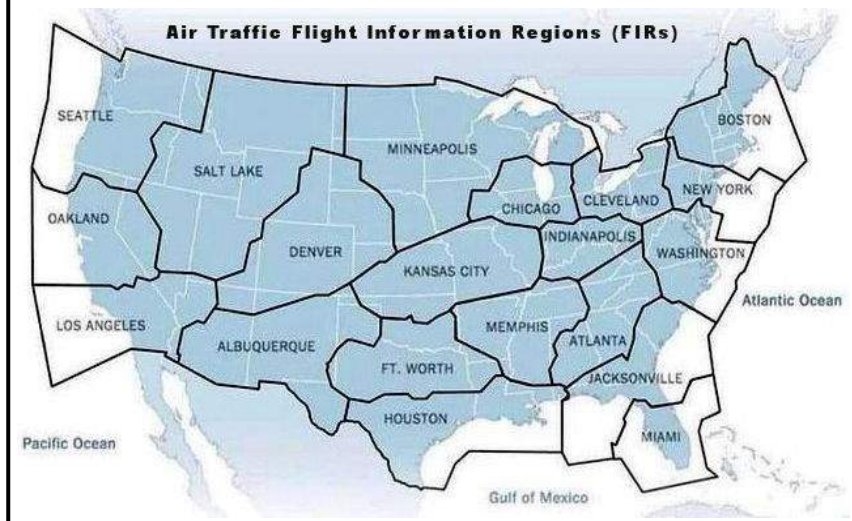 Air Traffic Flight Information Regions (FIRs)
SEATTLE
BOSTON
MINNEAPOLIS
SALT LAKE
NEW YORK
CLEVELAND
CHICAGO
OAKLAND
INDIANAPOLIS
DENVER
WASHINGTON
KANSAS CITY
Atlantic Ocean
LOS ANGELES
MEMPHIS
ATLANTA
ALBUQUERQUE
FT. WORTH
JACKSONVILLE
HOUSTON
MIAMI
Pacific Ocean
Gulf of Mexico